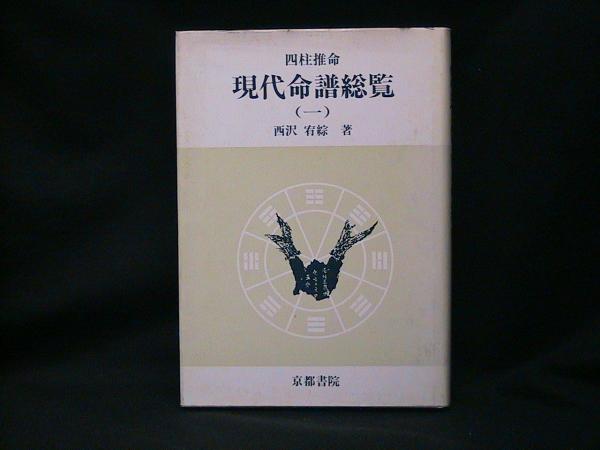 四柱推命
現代命譜総覧
（一）
西沢 宥綜 著
京都書院